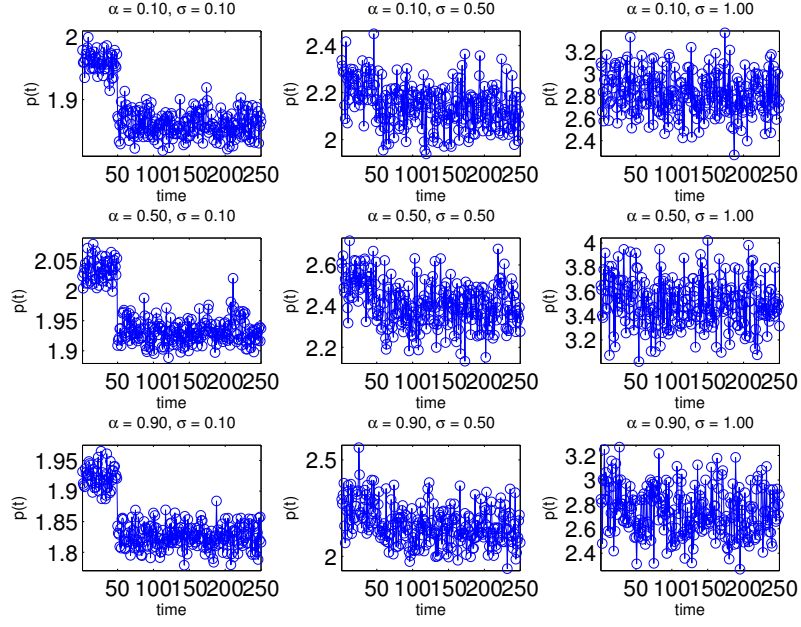 α = 0.10, σ = 0.10
2
1.9
p(t)
50 100150200250
time
α = 0.10, σ = 0.50
2.4
2.2
2
p(t)
50 100150200250
time
α = 0.10, σ = 1.00
3.2
3
2.8
2.6
2.4
p(t)
50 100150200250
time
α = 0.50, σ = 0.10
2.05
2
1.95
1.9
p(t)
50 100150200250
time
α = 0.50, σ = 0.50
2.6
2.4
2.2
p(t)
50 100150200250
time
α = 0.50, σ = 1.00
4
3.8
3.6
3.4
3.2
p(t)
50 100150200250
time
α = 0.90, σ = 0.10
1.95
1.9
1.85
1.8
p(t)
50 100150200250
time
α = 0.90, σ = 0.50
2.5
2
p(t)
50 100150200250
time
α = 0.90, σ = 1.00
3.2
3
2.8
2.6
2.4
p(t)
50 100150200250
time